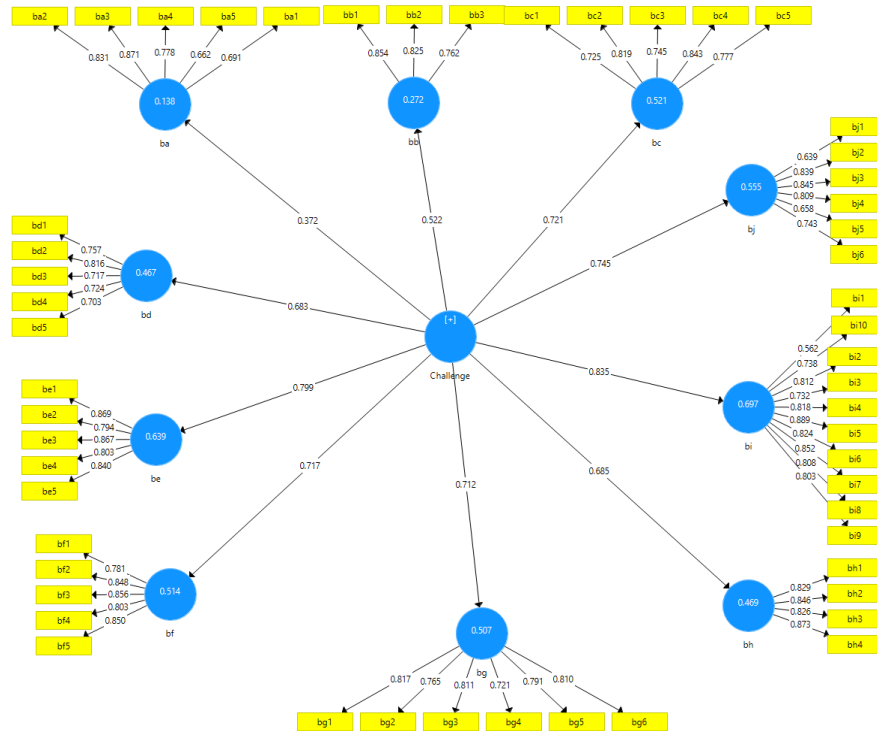 ba2 ba3 ba4 ba5 ba1 bb1 bb2 bb3 bc1 bc2 bc3 bc4 bc5
0.831 0.871 0.778 0.662 0.691 0.854 0.825 0.762 0.725 0.819 0.745 0.843 0.777
0.138 0.272 0.521
ba bb bc
bj1
bj2
bj3
bj4
bj5
bj6
0.639
0.839
0.845
0.809
0.658
0.743
0.555
bj
0.372 0.522 0.721 0.745
bd1
bd2
bd3
bd4
bd5
0.757
0.816
0.717
0.724
0.703
0.467
bd
0.683
[+]
Challenge
0.799 0.835
bi1
bi10
bi2
bi3
bi4
bi5
bi6
bi7
bi8
bi9
0.562
0.738
0.812
0.732
0.818
0.889
0.824
0.852
0.808
0.803
0.697
bi
be1
be2
be3
be4
be5
0.869
0.794
0.867
0.803
0.840
0.639
be
0.717 0.712 0.685
bf1
bf2
bf3
bf4
bf5
0.781
0.848
0.856
0.803
0.850
0.514
bf
bh1
bh2
bh3
bh4
0.829
0.846
0.826
0.873
0.469
bh
0.507
bg
0.817 0.765 0.811 0.721 0.791 0.810
bg1 bg2 bg3 bg4 bg5 bg6